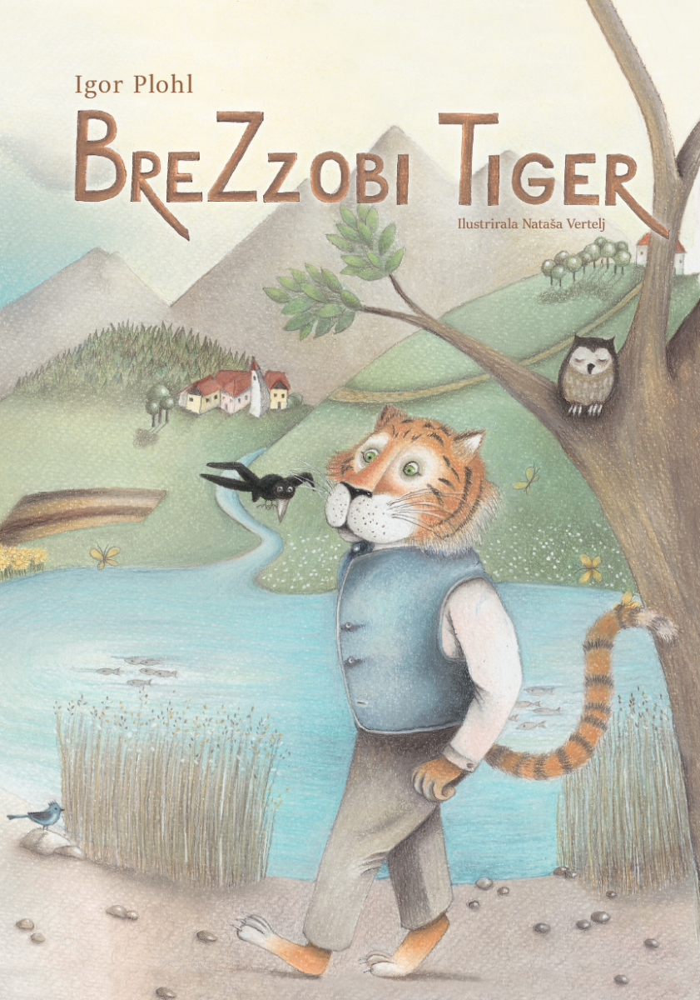 Igor Plohl
BreZzobi Tiger
Ilustrirala Nataša Vertelj